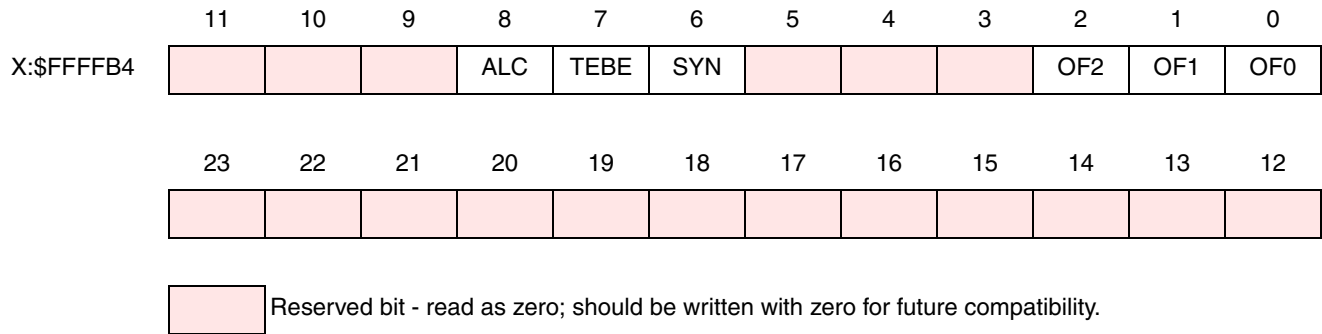 11 10 9 8 7 6 5 4 3 2 1 0
X:$FFFFB4 ALC TEBE SYN OF2 OF1 OF0
23 22 21 20 19 18 17 16 15 14 13 12
Reserved bit - read as zero; should be written with zero for future compatibility.